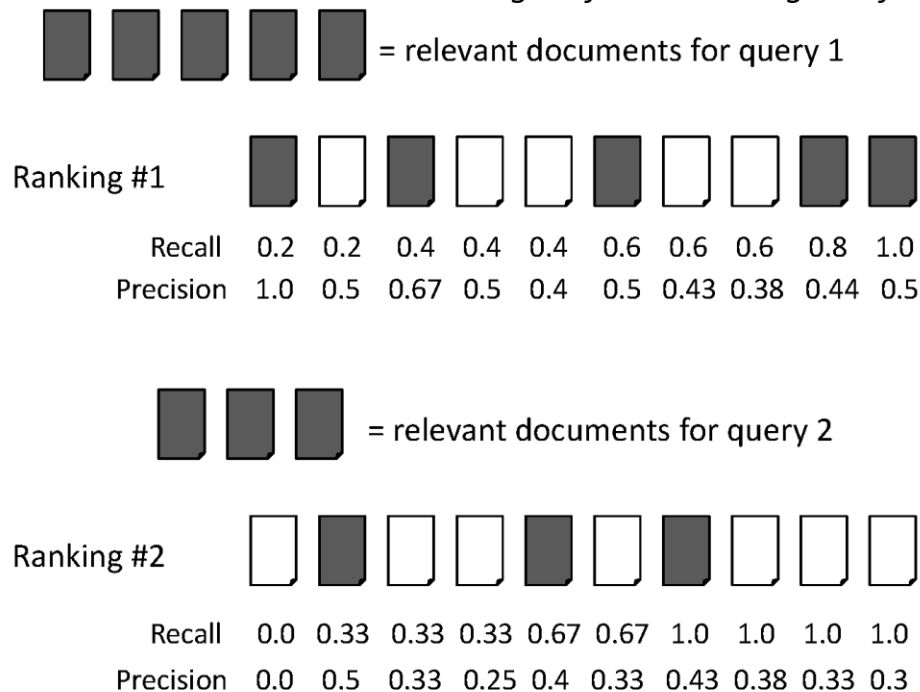 = relevant documents for query 1
Ranking #1
Recall 0.2 0.2 0.4 0.4 0.4 0.6 0.6 0.6 0.8 1.0
Precision 1.0 0.5 0.67 0.5 0.4 0.5 0.43 0.38 0.44 0.5
= relevant documents for query 2
Ranking #2
Recall 0.0 0.33 0.33 0.33 0.67 0.67 1.0 1.0 1.0 1.0
Precision 0.0 0.5 0.33 0.25 0.4 0.33 0.43 0.38 0.33 0.3